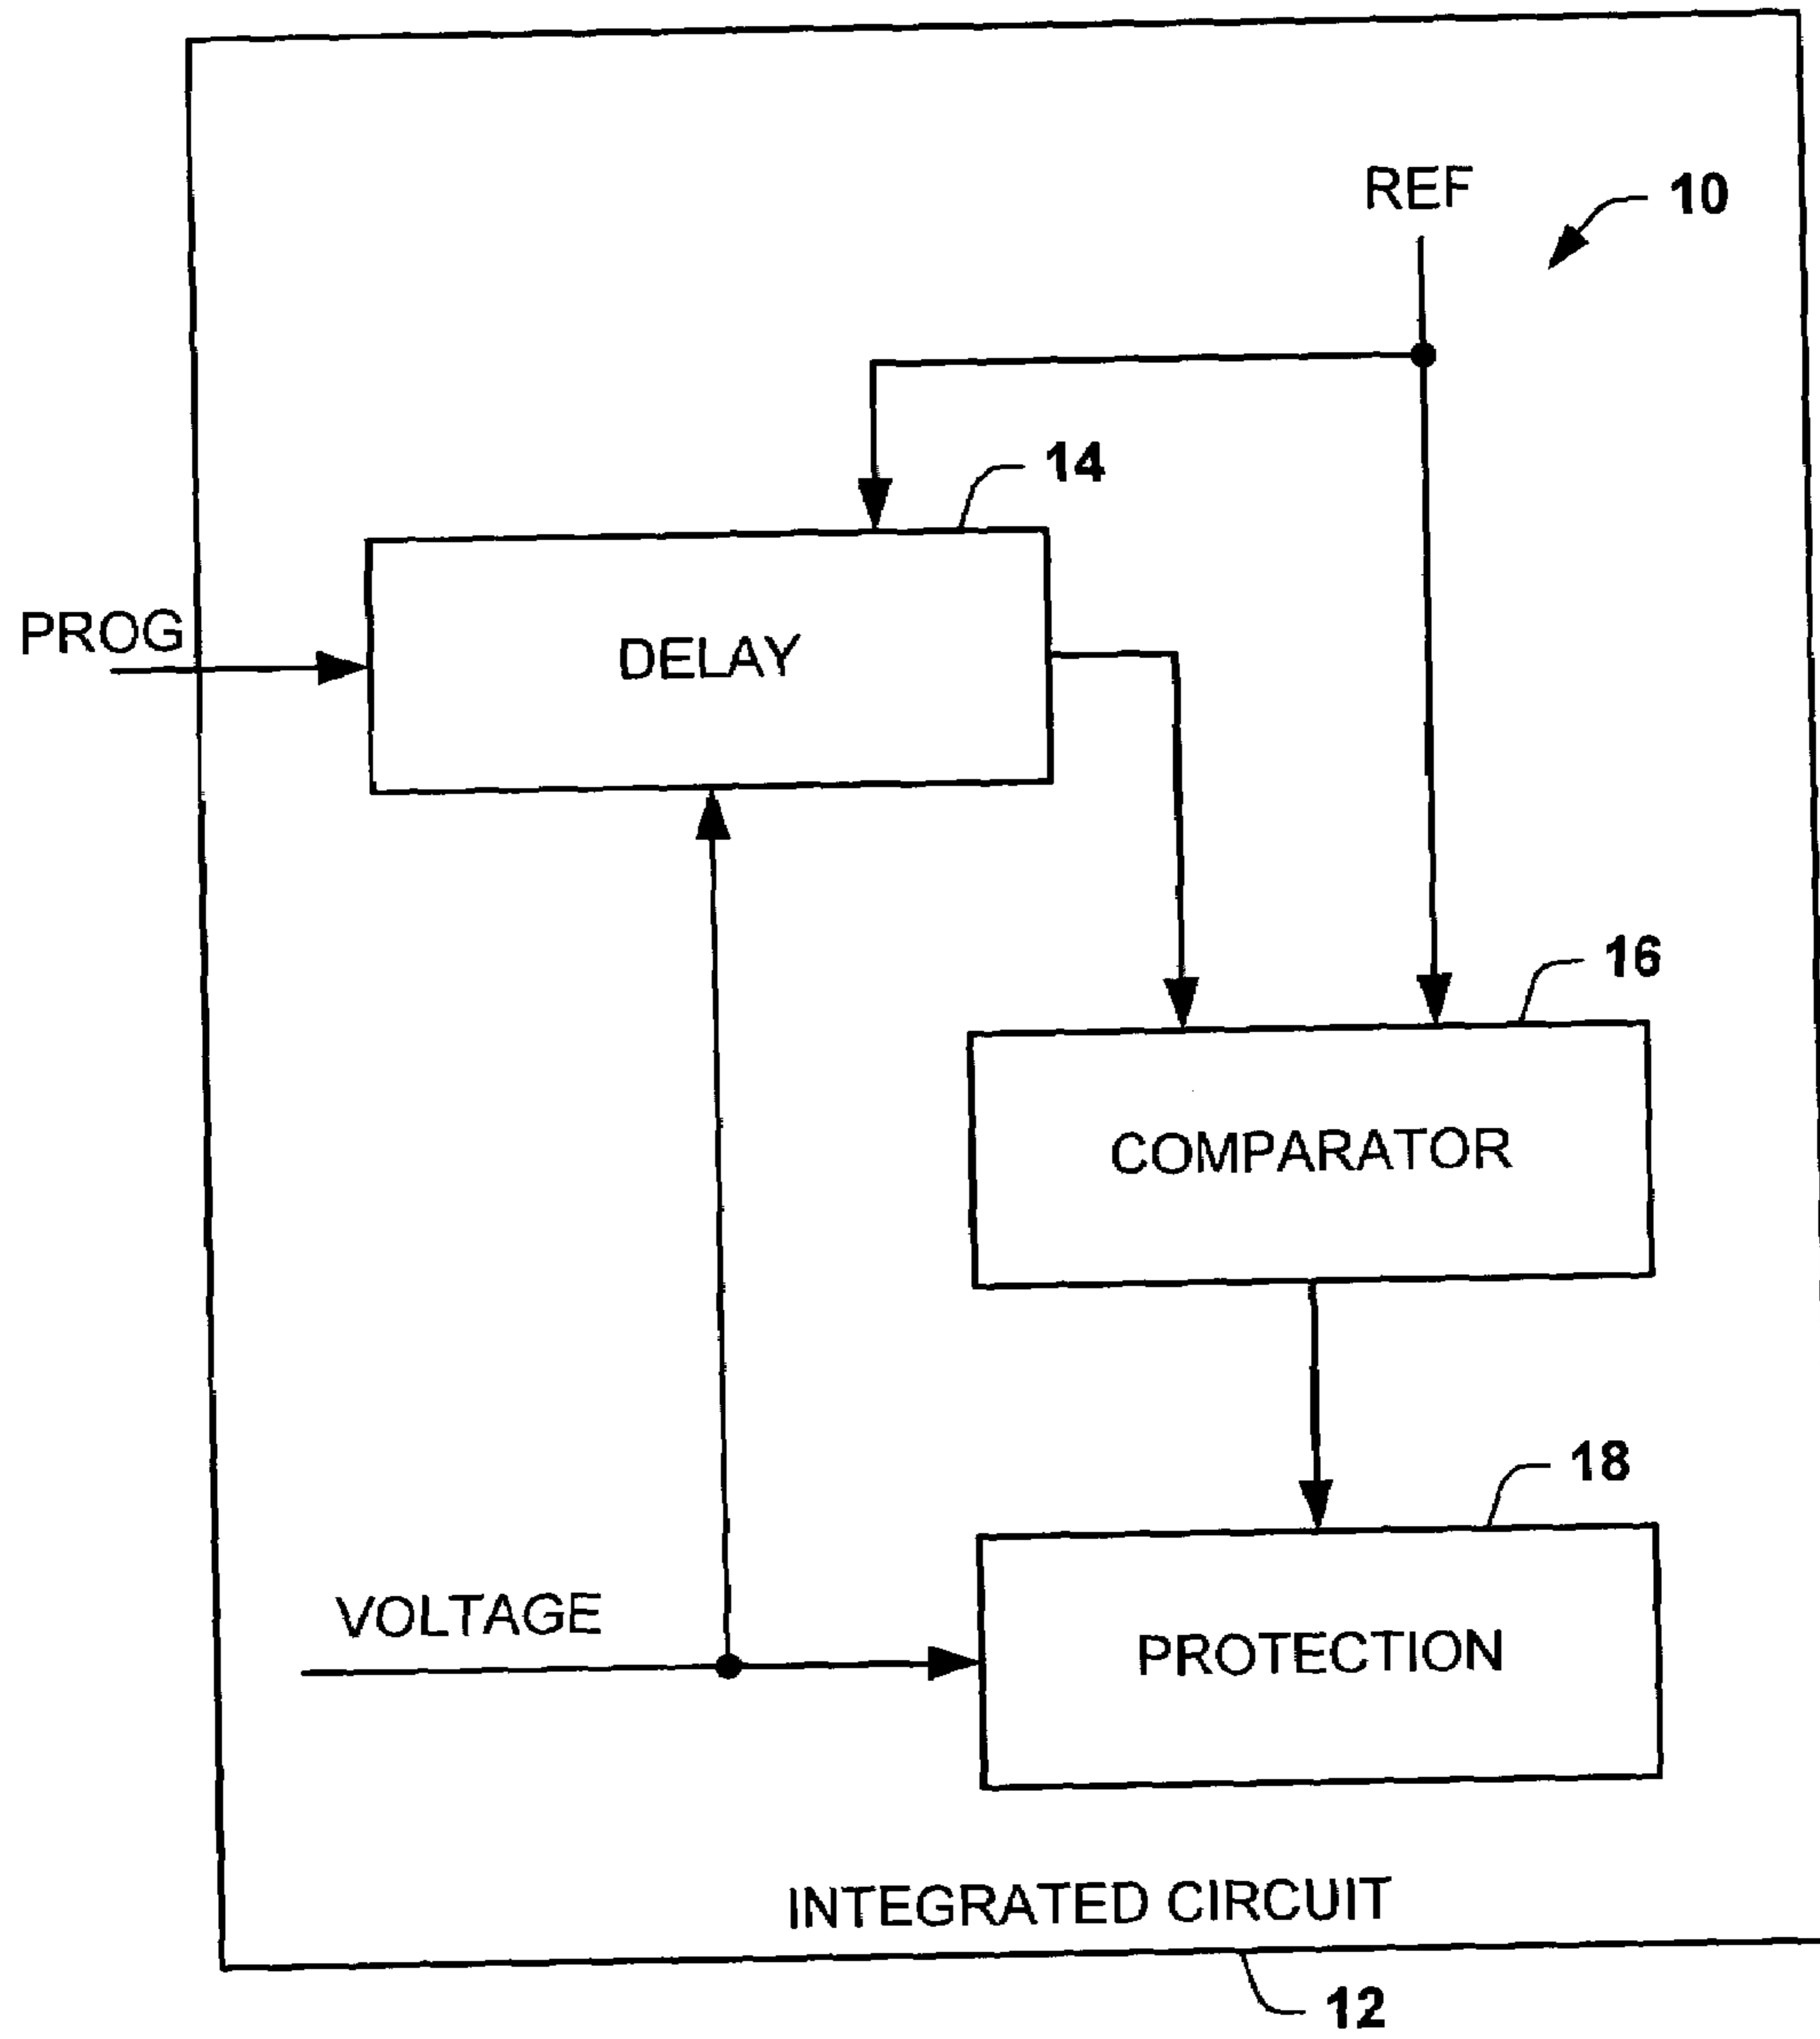 REF
10
14
PROG
DELAY
16
COMPARATOR
18
VOLTAGE
PROTECTION
INTEGRATED CIRCUIT
12